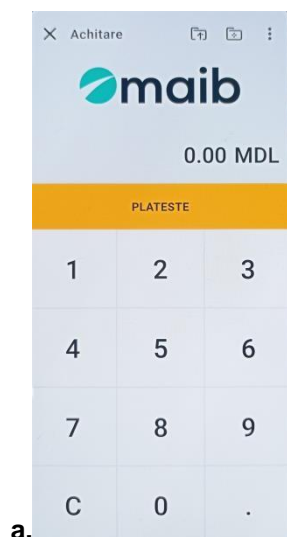 Achitare
maib
0.00 MDL
PLATESTE
1 2 3
4 5 6
7 8 9
C 0 .
a.